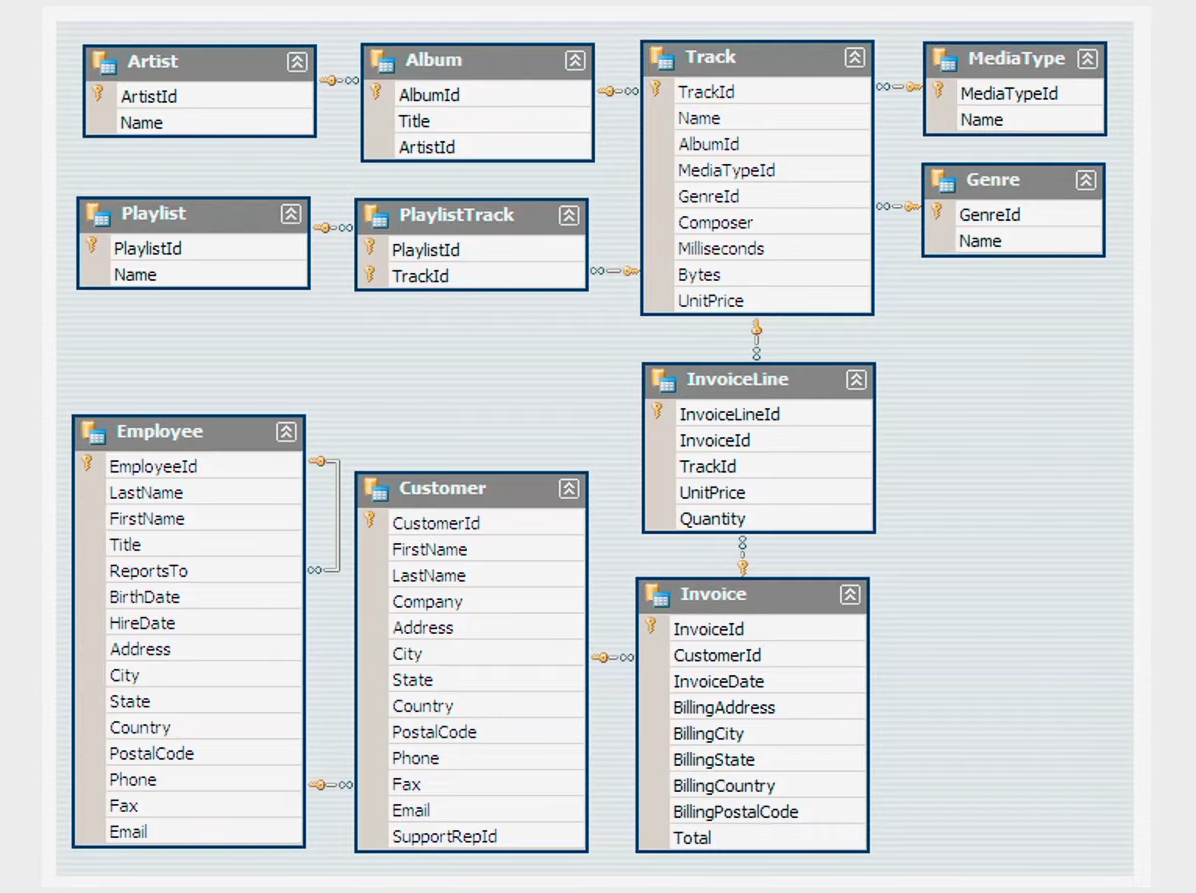 Artist
ArtistId
Name
Album
AlbumId
Title
ArtistId
Track
TrackId
Name
AlbumId
MediaTypeId
GenreId
Composer
Milliseconds
Bytes
UnitPrice
MediaType
MediaTypeId
Name
Genre
GenreId
Name
Playlist
PlaylistId
Name
PlaylistTrack
PlaylistId
TrackId
InvoiceLine
InvoiceLineId
InvoiceId
TrackId
UnitPrice
Quantity
Employee
EmployeeId
LastName
FirstName
Title
ReportsTo
BirthDate
HireDate
Address
City
State
Country
PostalCode
Phone
Fax
Email
Customer
CustomerId
FirstName
LastName
Company
Address
City
State
Country
PostalCode
Phone
Fax
Email
SupportRepId
Invoice
InvoiceId
CustomerId
InvoiceDate
BillingAddress
BillingCity
BillingState
BillingCountry
BillingPostalCode
Total